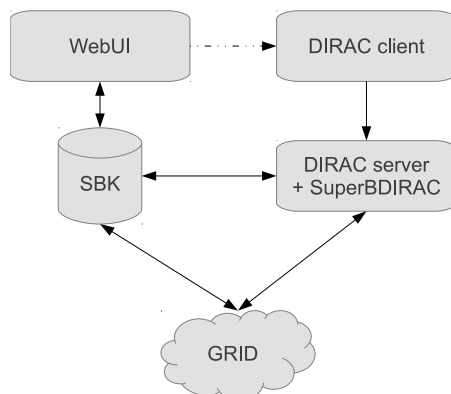 WebUI
DIRAC client
SBK
DIRAC server
+ SuperBDIRAC
GRID